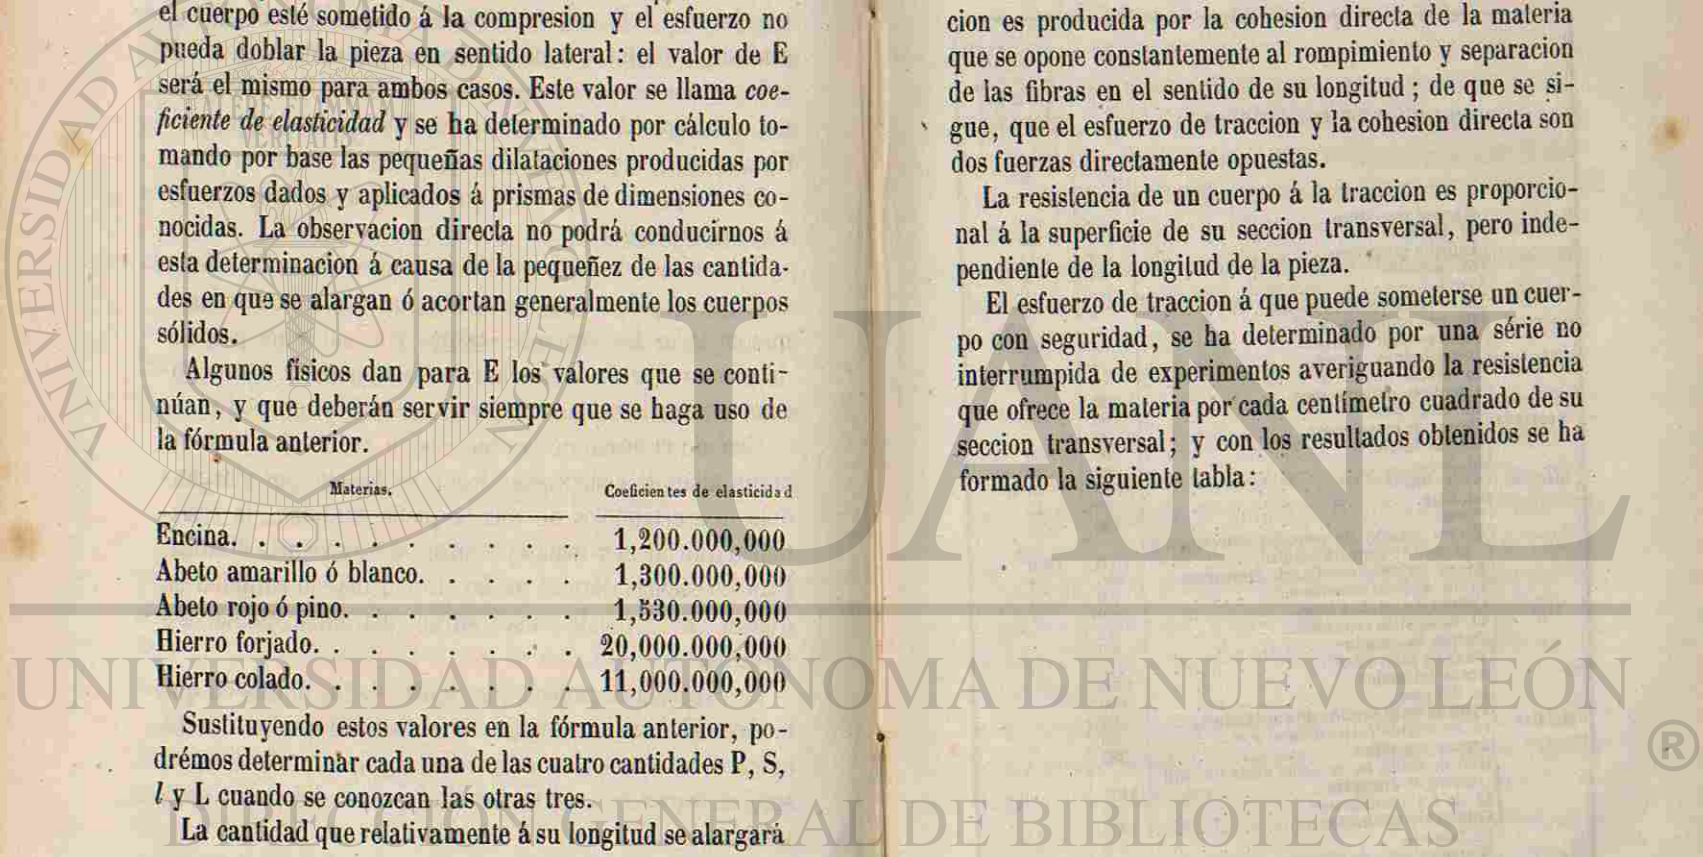 el cuerpo esté sometido á la compresion y el esfuerzo no
pueda doblar la pieza en sentido lateral: el valor de E
será el mismo para ambos casos. Este valor se llama coe-
ficiente de elasticidad y se ha determinado por cálculo to-
mando por base las pequeñas dilataciones producidas por
esfuerzos dados y aplicados á prismas de dimensiones co-
nocidas. La observacion directa no podrá conducirnos á
esta determinacion á causa de la pequeñez de las cantida-
des en que se alargan ó acortan generalmente los cuerpos
sólidos.
Algunos físicos dan para E los valores que se conti-
núan, y que deberán servir siempre que se haga uso de
la fórmula anterior.
Materias. Coeficientes de elasticidad
Encina. . . . . . . . . . 1,200.000,000
Abeto amarillo ó blanco. . . . . 1,300.000,000
Abeto rojo ó pino. . . . . . . 1,530.000,000
Hierro forjado. . . . . . . . 20,000.000,000
Hierro colado. . . . . . . . 11,000.000,000
Sustituyendo estos valores en la fórmula anterior, po-
drémos determinar cada una de las cuatro cantidades P, S,
l y L cuando se conozcan las otras tres.
La cantidad que relativamente á su longitud se alargará
cion es producida por la cohesion directa de la materia
que se opone constantemente al rompimiento y separacion
de las fibras en el sentido de su longitud; de que se si-
gue, que el esfuerzo de traccion y la cohesion directa son
dos fuerzas directamente opuestas.
La resistencia de un cuerpo á la traccion es proporcio-
nal á la superficie de su seccion transversal, pero inde-
pendiente de la longitud de la pieza.
El esfuerzo de traccion á que puede someterse un cuer-
po con seguridad, se ha determinado por una série no
interrumpida de experimentos averiguando la resistencia
que ofrece la materia por cada centímetro cuadrado de su
seccion transversal; y con los resultados obtenidos se ha
formado la siguiente tabla:
UANL
UNIVERSIDAD AUTÓNOMA DE NUEVO LEÓN
®
DIRECCIÓN GENERAL DE BIBLIOTECAS